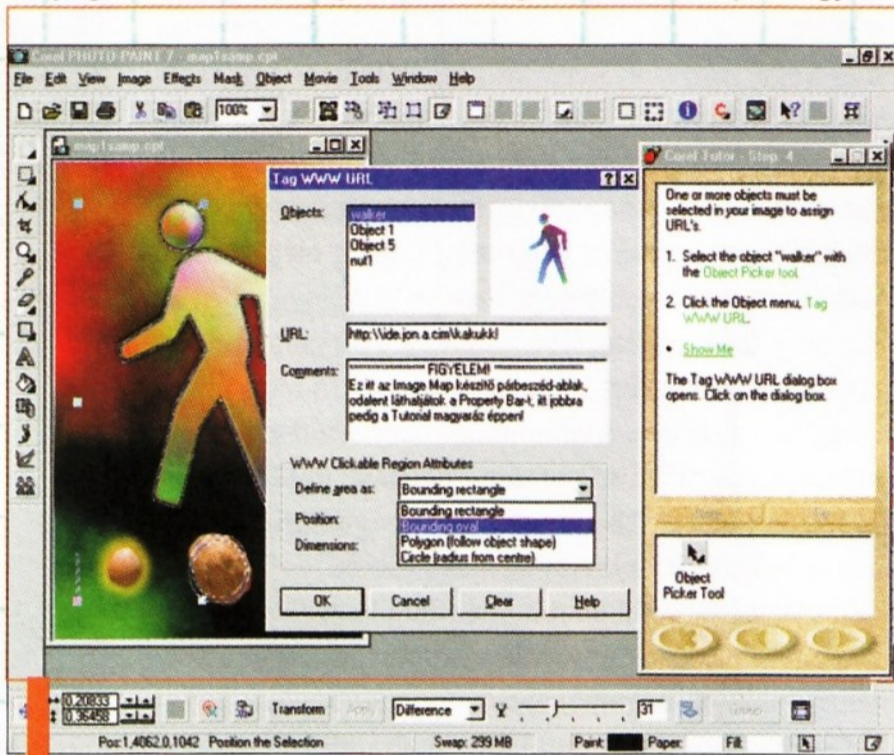 Corel PHOTO-PAINT 7 - map1samp.cpt
File Edit View Image Effects Mask Object Movie Tools Window Help
100%
map1samp.cpt
Tag WWW URL
Objects:
walker
Object 1
Object 5
nut1
URL:
http:\\ide.jon.a.cim\kakukk!
Comments:
FIGYELEM!
Ez itt az Image Map készítő párbeszéd-ablak,
odalent láthatjátok a Property Bar-t, itt jobbra
pedig a Tutorial magyaráz éppen!
WWW Clickable Region Attributes
Define area as: Bounding rectangle
Bounding rectangle
Position: Bounding oval
Dimensions: Polygon (follow object shape)
Circle (radius from centre)
OK Cancel Clear Help
Corel Tutor - Step 4
One or more objects must be
selected in your image to assign
URL's.
1. Select the object "walker" with
the Object Picker tool.
2. Click the Object menu, Tag
WWW URL.
• Show Me
The Tag WWW URL dialog box
opens. Click on the dialog box.
Object
Picker Tool
0.20833
0.36458
Transform Apply Difference 31
Pos:1,4062,0,1042 Position the Selection Swap: 299 MB Paint: Paper: Fill: